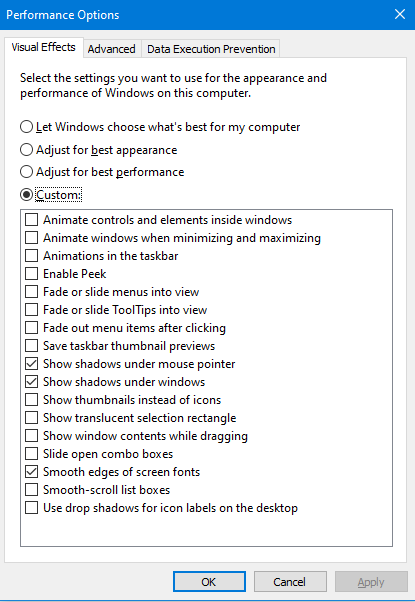 Performance Options
Visual Effects Advanced Data Execution Prevention
Select the settings you want to use for the appearance and
performance of Windows on this computer.
Let Windows choose what's best for my computer
Adjust for best appearance
Adjust for best performance
Custom:
Animate controls and elements inside windows
Animate windows when minimizing and maximizing
Animations in the taskbar
Enable Peek
Fade or slide menus into view
Fade or slide ToolTips into view
Fade out menu items after clicking
Save taskbar thumbnail previews
Show shadows under mouse pointer
Show shadows under windows
Show thumbnails instead of icons
Show translucent selection rectangle
Show window contents while dragging
Slide open combo boxes
Smooth edges of screen fonts
Smooth-scroll list boxes
Use drop shadows for icon labels on the desktop
OK Cancel Apply